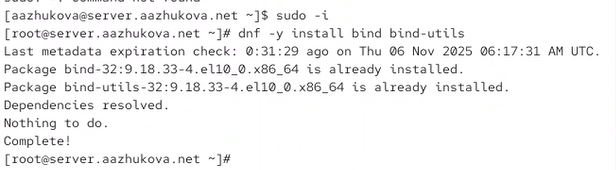 [aazhukova@server.aazhukova.net ~]$ sudo -i
[root@server.aazhukova.net ~]# dnf -y install bind bind-utils
Last metadata expiration check: 0:31:29 ago on Thu 06 Nov 2025 06:17:31 AM UTC.
Package bind-32:9.18.33-4.el10_0.x86_64 is already installed.
Package bind-utils-32:9.18.33-4.el10_0.x86_64 is already installed.
Dependencies resolved.
Nothing to do.
Complete!
[root@server.aazhukova.net ~]#